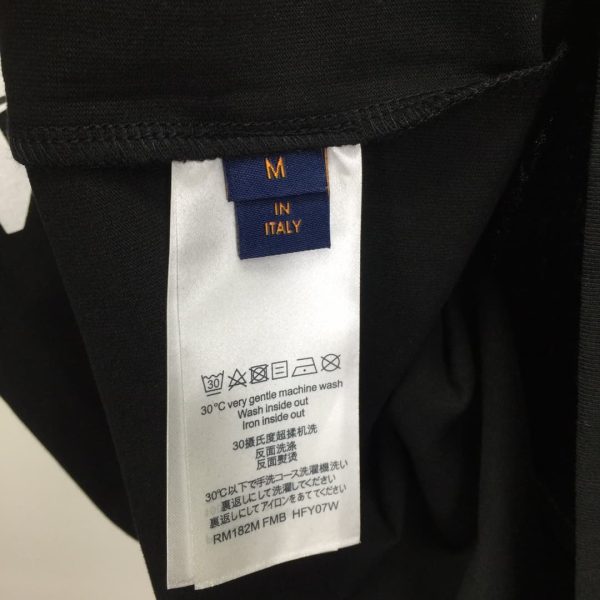 M
IN
ITALY
30
30°C very gentle machine wash
Wash inside out
Iron inside out
30摄氏度超揉机洗
反面洗涤
反面熨烫
30℃以下で手洗コース洗濯機洗い
裏返しにして洗濯してください
裏返しにしてアイロンをあててください
RM182M FMB HFY07W